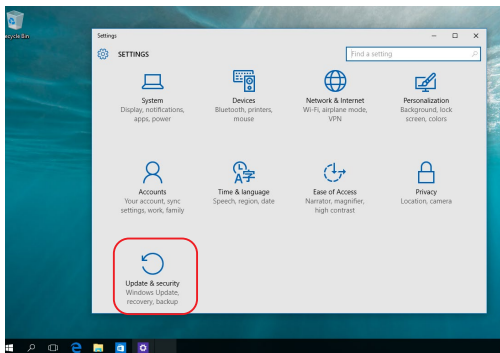 ecycle Bin
Settings
SETTINGS
Find a setting
System
Display, notifications,
apps, power
Devices
Bluetooth, printers,
mouse
Network & Internet
Wi-Fi, airplane mode,
VPN
Personalization
Background, lock
screen, colors
Accounts
Your account, sync
settings, work, family
Time & language
Speech, region, date
Ease of Access
Narrator, magnifier,
high contrast
Privacy
Location, camera
Update & security
Windows Update,
recovery, backup